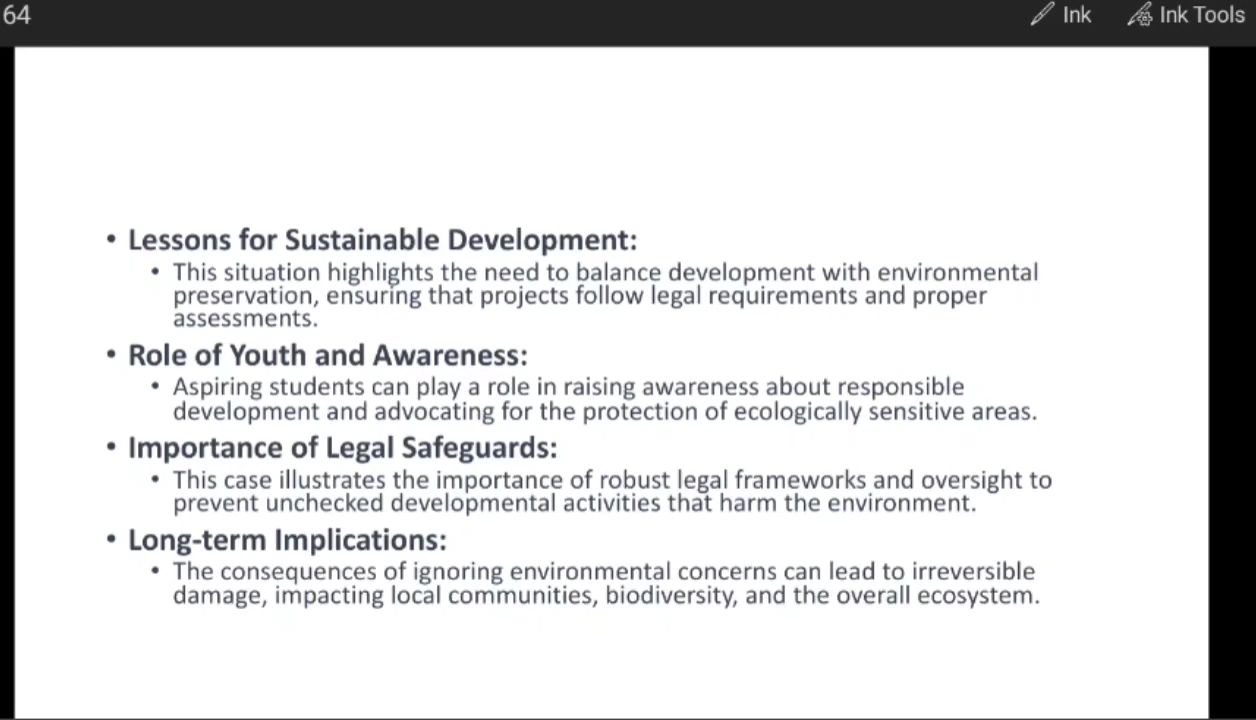 64
Ink
Ink Tools
• Lessons for Sustainable Development:
• This situation highlights the need to balance development with environmental
preservation, ensuring that projects follow legal requirements and proper
assessments.
• Role of Youth and Awareness:
• Aspiring students can play a role in raising awareness about responsible
development and advocating for the protection of ecologically sensitive areas.
• Importance of Legal Safeguards:
• This case illustrates the importance of robust legal frameworks and oversight to
prevent unchecked developmental activities that harm the environment.
• Long-term Implications:
• The consequences of ignoring environmental concerns can lead to irreversible
damage, impacting local communities, biodiversity, and the overall ecosystem.